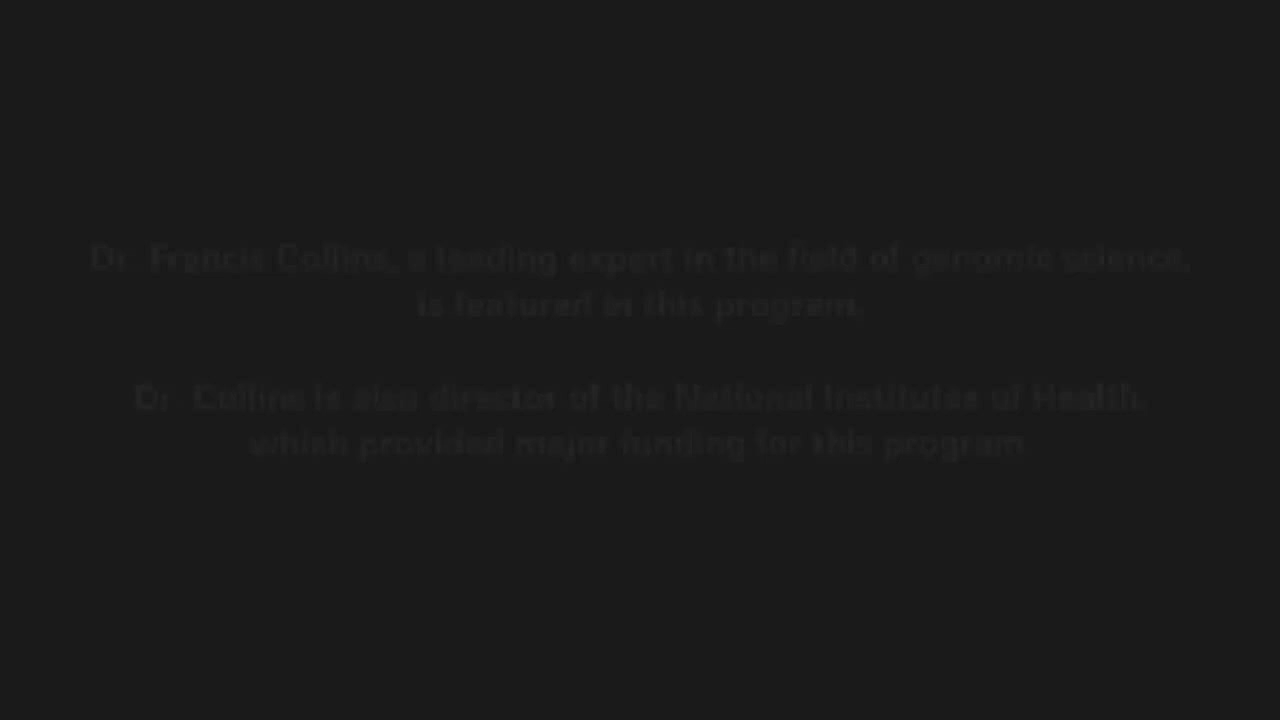 Dr. Francis Collins, a leading expert in the field of genomic science,
is featured in this program.
Dr. Collins is also director of the National Institutes of Health,
which provided major funding for this program.